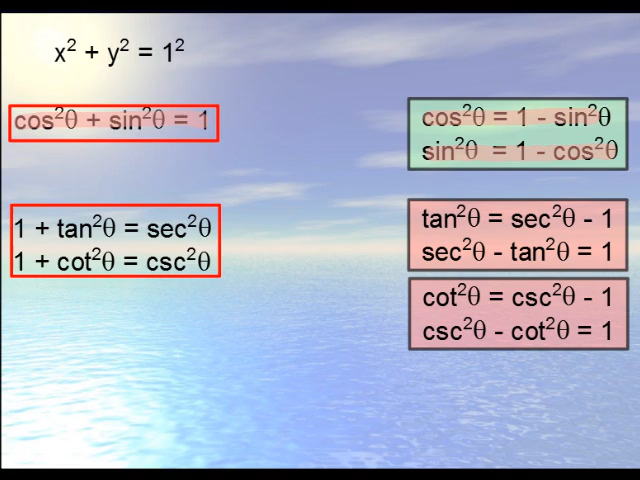 x² + y² = 1²
cos²θ + sin²θ = 1
1 + tan²θ = sec²θ
1 + cot²θ = csc²θ
cos²θ = 1 - sin²θ
sin²θ = 1 - cos²θ
tan²θ = sec²θ - 1
sec²θ - tan²θ = 1
cot²θ = csc²θ - 1
csc²θ - cot²θ = 1